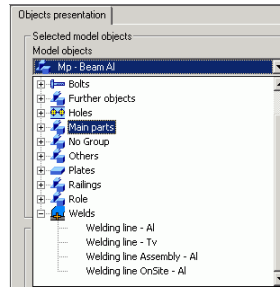 Objects presentation
Selected model objects
Model objects
Mp - Beam Al
Bolts
Further objects
Holes
Main parts
No Group
Others
Plates
Railings
Role
Welds
Welding line - Al
Welding line - Tv
Welding line Assembly - Al
Welding line OnSite - Al